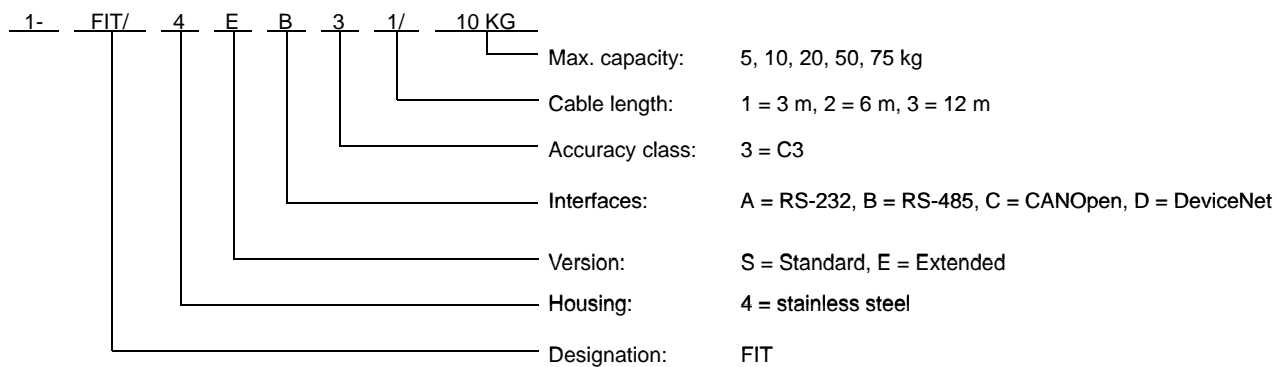 1- FIT/ 4 E B 3 1/ 10 KG
Max. capacity: 5, 10, 20, 50, 75 kg
Cable length: 1 = 3 m, 2 = 6 m, 3 = 12 m
Accuracy class: 3 = C3
Interfaces: A = RS-232, B = RS-485, C = CANOpen, D = DeviceNet
Version: S = Standard, E = Extended
Housing: 4 = stainless steel
Designation: FIT